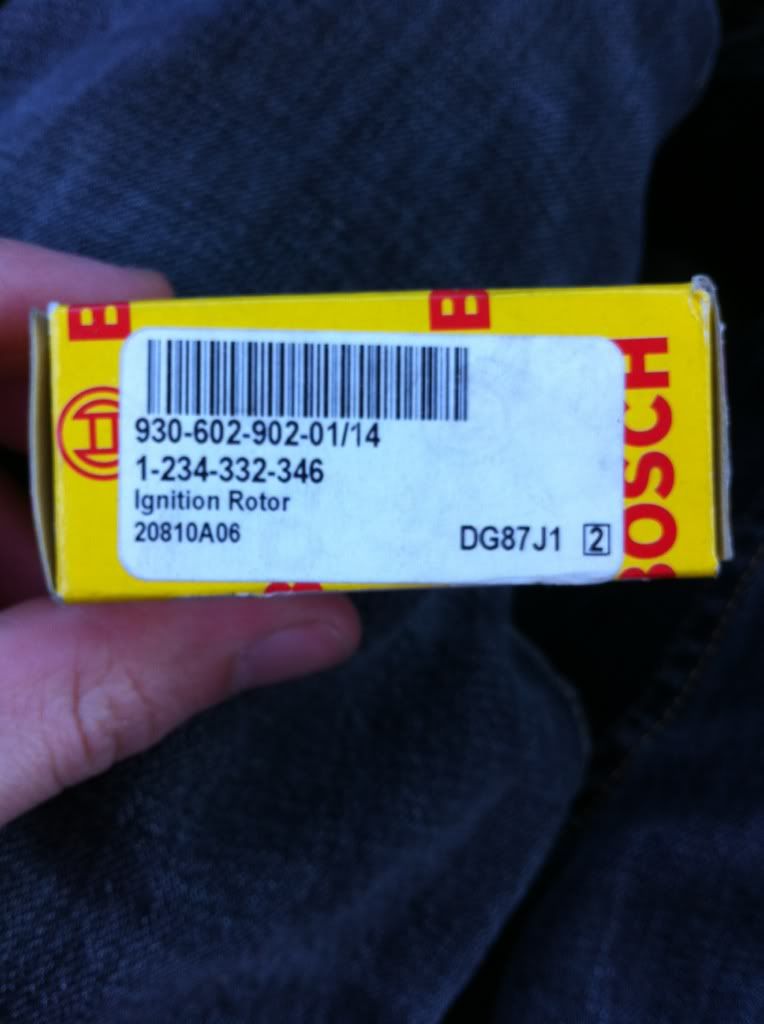 B
B
930-602-902-01/14
1-234-332-346
Ignition Rotor
20810A06
DG87J1 2
BOSCH